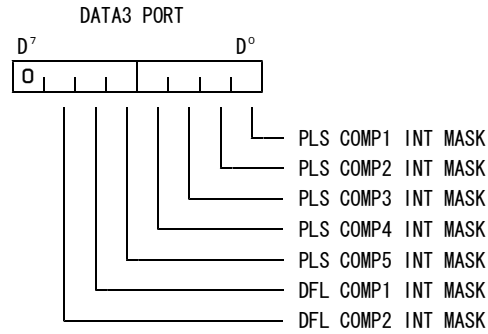 DATA3 PORT
D⁷ D⁰
0
PLS COMP1 INT MASK
PLS COMP2 INT MASK
PLS COMP3 INT MASK
PLS COMP4 INT MASK
PLS COMP5 INT MASK
DFL COMP1 INT MASK
DFL COMP2 INT MASK